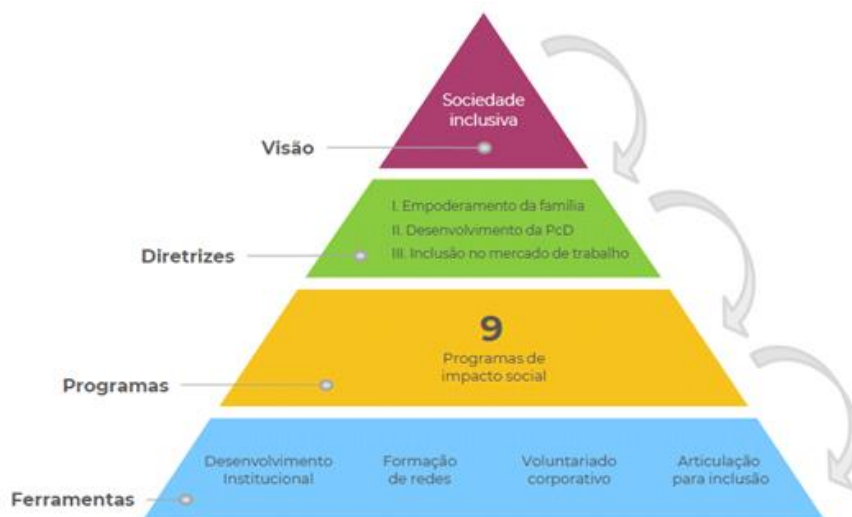 Sociedade
inclusiva
Visão
I. Empoderamento da família
II. Desenvolvimento da PcD
III. Inclusão no mercado de trabalho
Diretrizes
9
Programas de
impacto social
Programas
Desenvolvimento
Institucional
Formação
de redes
Voluntariado
corporativo
Articulação
para inclusão
Ferramentas